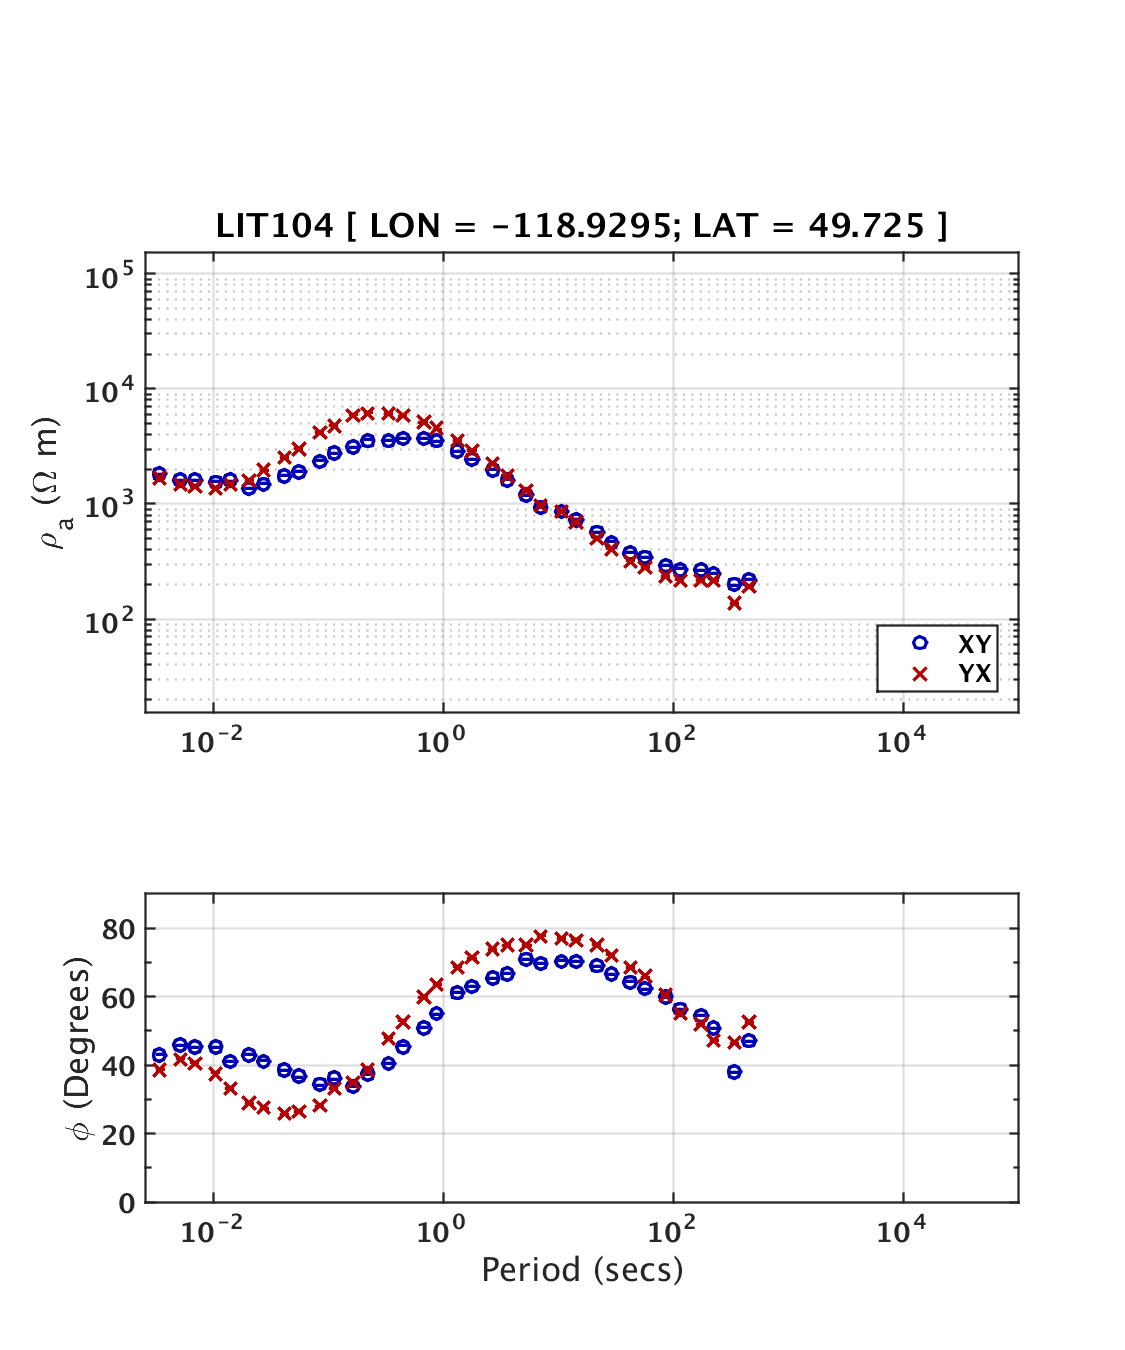 LIT104 [ LON = -118.9295; LAT = 49.725 ]
10^5
10^4
10^3
10^2
ρ_a (Ω m)
XY
YX
10^-2 10^0 10^2 10^4
80
60
40
20
0
ϕ (Degrees)
10^-2 10^0 10^2 10^4
Period (secs)